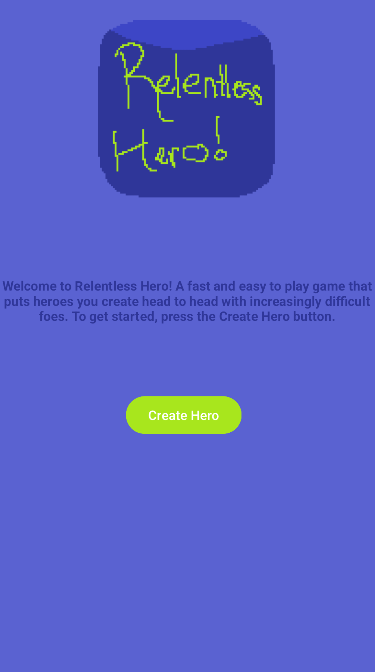 Relentless
Hero!
Welcome to Relentless Hero! A fast and easy to play game that
puts heroes you create head to head with increasingly difficult
foes. To get started, press the Create Hero button.
Create Hero